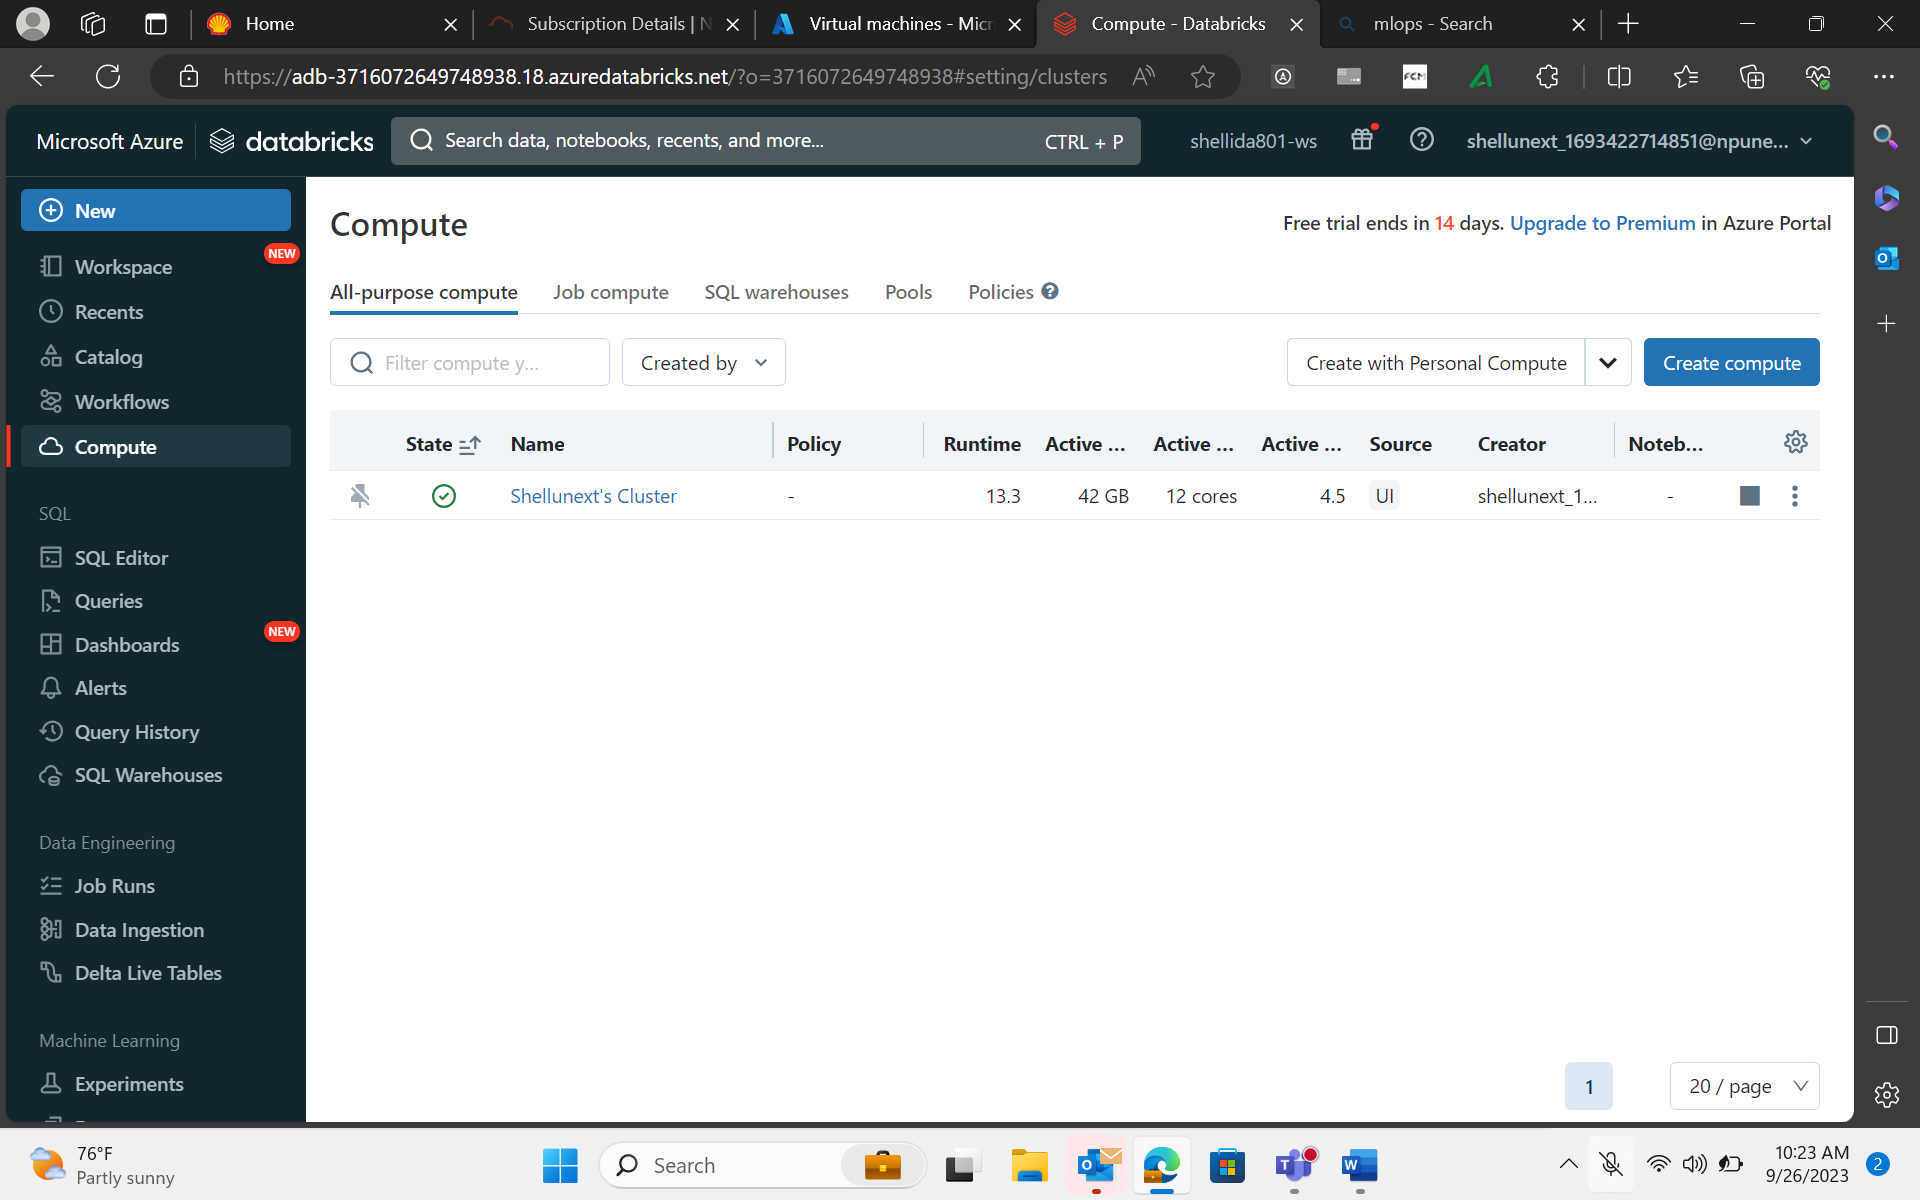 Home
Subscription Details | N
Virtual machines - Micr
Compute - Databricks
mlops - Search
https://adb-3716072649748938.18.azuredatabricks.net/?o=3716072649748938#setting/clusters
FCM
Microsoft Azure
databricks
Search data, notebooks, recents, and more...
CTRL + P
shellida801-ws
shellunext_1693422714851@npune...
New
Workspace
NEW
Recents
Catalog
Workflows
Compute
SQL
SQL Editor
Queries
Dashboards
NEW
Alerts
Query History
SQL Warehouses
Data Engineering
Job Runs
Data Ingestion
Delta Live Tables
Machine Learning
Experiments
Compute
Free trial ends in 14 days. Upgrade to Premium in Azure Portal
All-purpose compute
Job compute
SQL warehouses
Pools
Policies
Filter compute y...
Created by
Create with Personal Compute
Create compute
State
Name
Policy
Runtime
Active ...
Active ...
Active ...
Source
Creator
Noteb...
Shellunext's Cluster
-
13.3
42 GB
12 cores
4.5
UI
shellunext_1...
-
1
20 / page
76°F
Partly sunny
Search
10:23 AM
9/26/2023
2